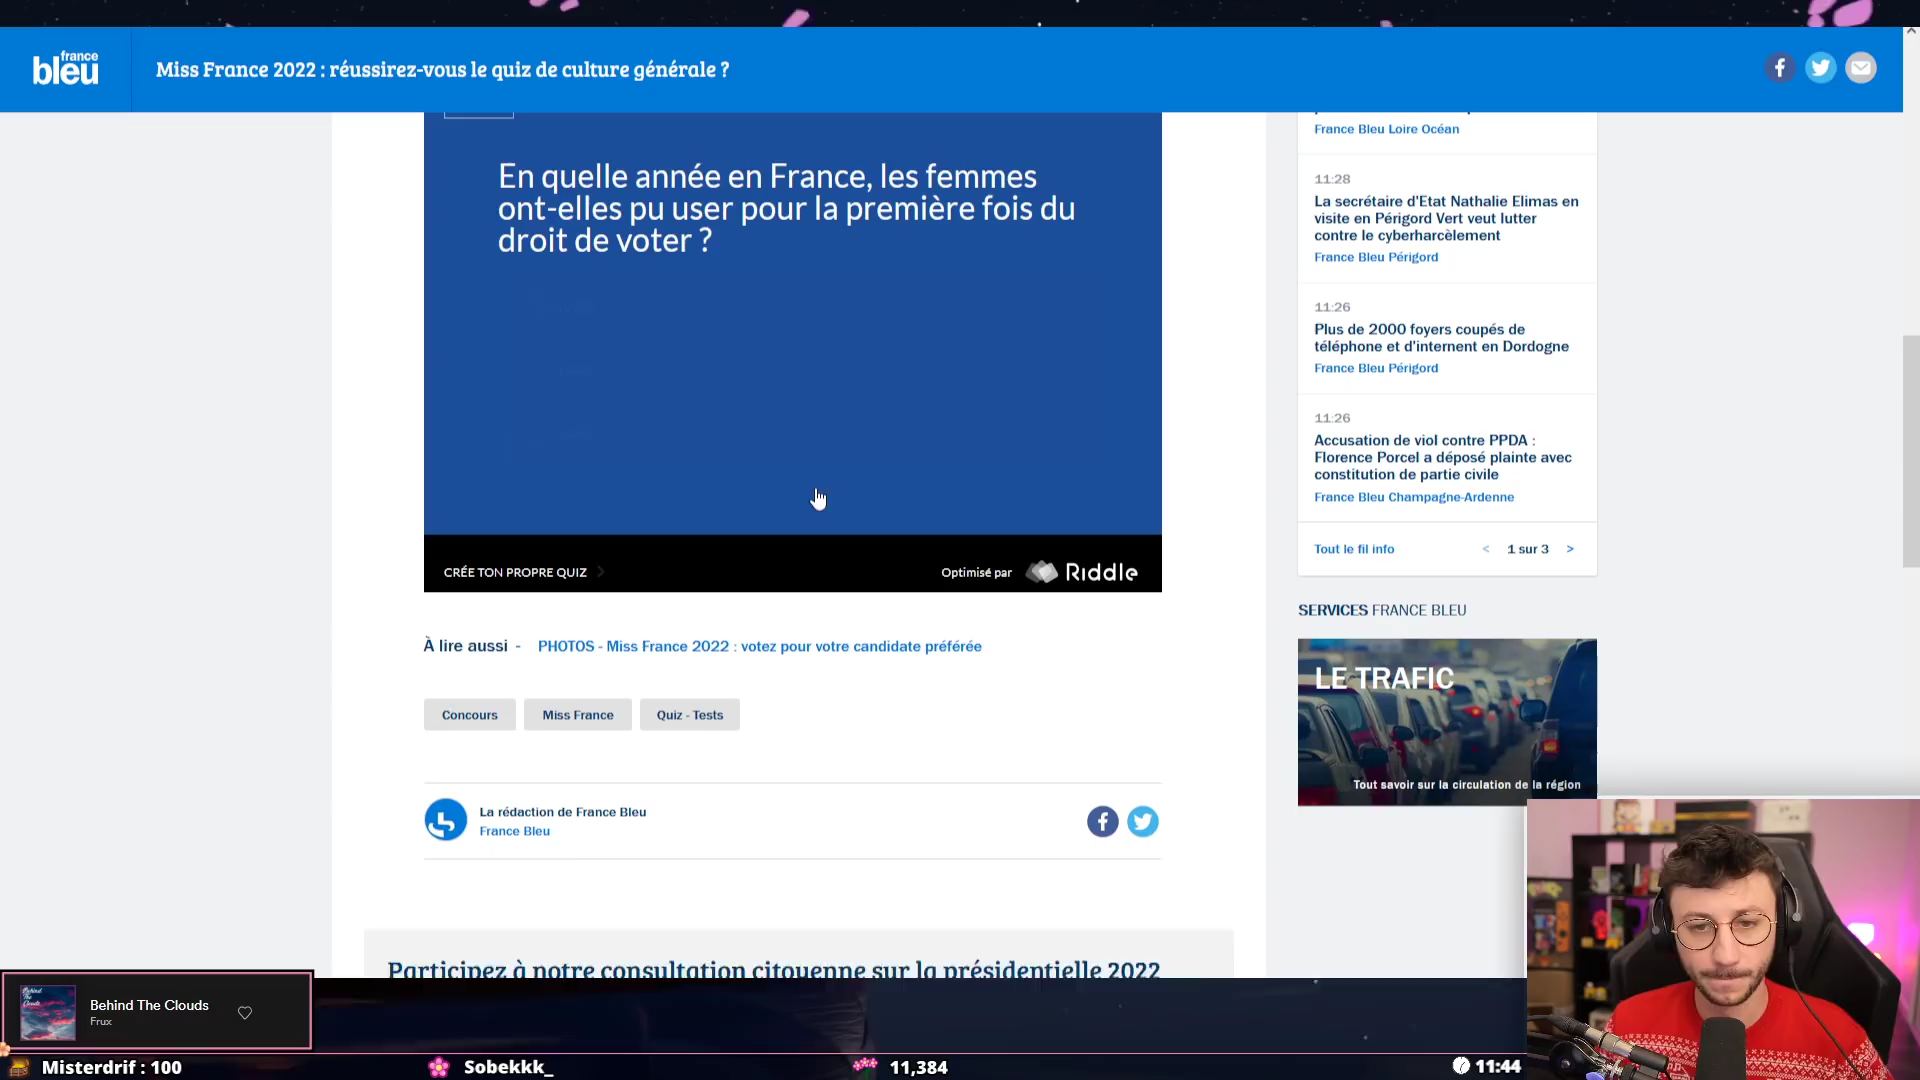 france
bleu
Miss France 2022 : réussirez-vous le quiz de culture générale ?
En quelle année en France, les femmes
ont-elles pu user pour la première fois du
droit de voter ?
CRÉE TON PROPRE QUIZ
Optimisé par
Riddle
À lire aussi - PHOTOS - Miss France 2022 : votez pour votre candidate préférée
Concours
Miss France
Quiz - Tests
La rédaction de France Bleu
France Bleu
Participez à notre consultation citoyenne sur la présidentielle 2022
France Bleu Loire Océan
11:28
La secrétaire d'Etat Nathalie Elimas en
visite en Périgord Vert veut lutter
contre le cyberharcèlement
France Bleu Périgord
11:26
Plus de 2000 foyers coupés de
téléphone et d'internent en Dordogne
France Bleu Périgord
11:26
Accusation de viol contre PPDA :
Florence Porcel a déposé plainte avec
constitution de partie civile
France Bleu Champagne-Ardenne
Tout le fil info
< 1 sur 3 >
SERVICES FRANCE BLEU
LE TRAFIC
Tout savoir sur la circulation de la région
Behind The Clouds
Frux
Misterdrif : 100
Sobekkk_
11,384
11:44